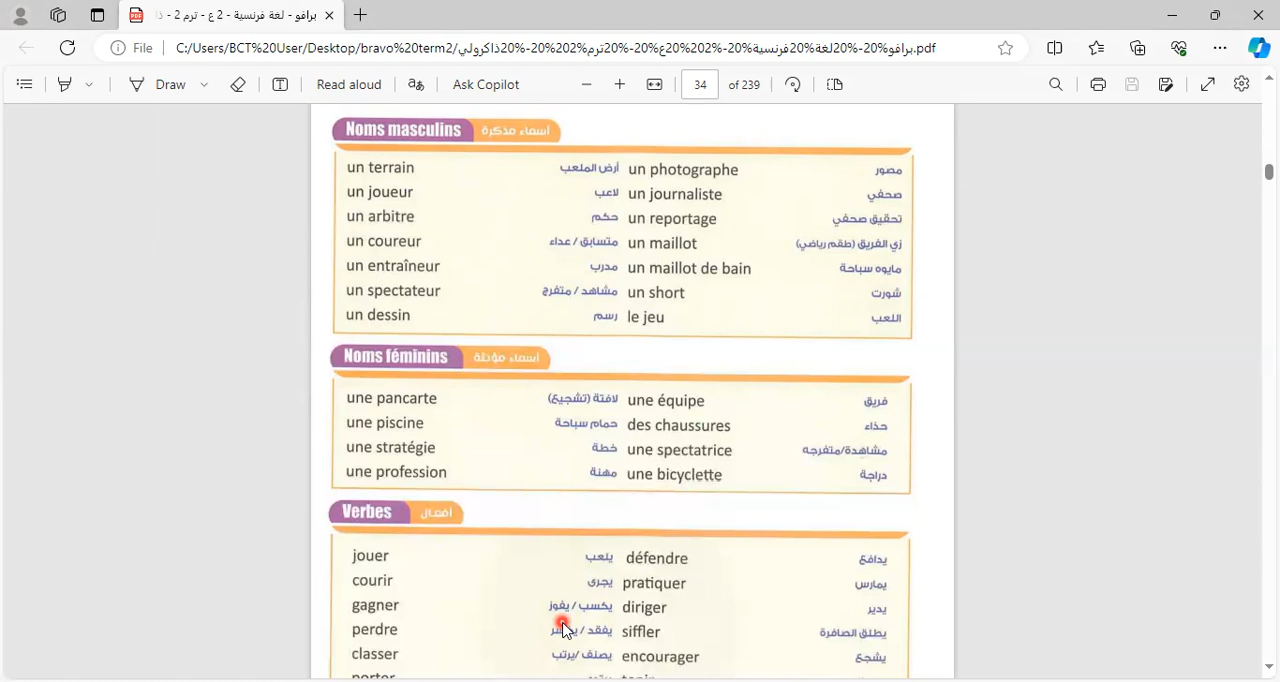 برافو - لغة فرنسية - 2 ع - ترم 2 - ذا
File C:/Users/BCT%20User/Desktop/bravo%20term2/برافو%20-%20لغة%20فرنسية%20-%202%20ع%20-%20ترم%202%20-%20ذاكرولي.pdf
Draw Read aloud aあ Ask Copilot 34 of 239
Noms masculins أسماء مذكرة
un terrain أرض الملعب un photographe مصور
un joueur لاعب un journaliste صحفي
un arbitre حكم un reportage تحقيق صحفي
un coureur متسابق / عداء un maillot زي الفريق (طقم رياضي)
un entraîneur مدرب un maillot de bain مايوه سباحة
un spectateur مشاهد / متفرج un short شورت
un dessin رسم le jeu اللعب
Noms féminins أسماء مؤنثة
une pancarte لافتة (تشجيع) une équipe فريق
une piscine حمام سباحة des chaussures حذاء
une stratégie خطة une spectatrice مشاهدة/متفرجه
une profession مهنة une bicyclette دراجة
Verbes أفعال
jouer يلعب défendre يدافع
courir يجرى pratiquer يمارس
gagner يكسب / يفوز diriger يدير
perdre يفقد / siffler يطلق الصافرة
classer يصنف /يرتب encourager يشجع